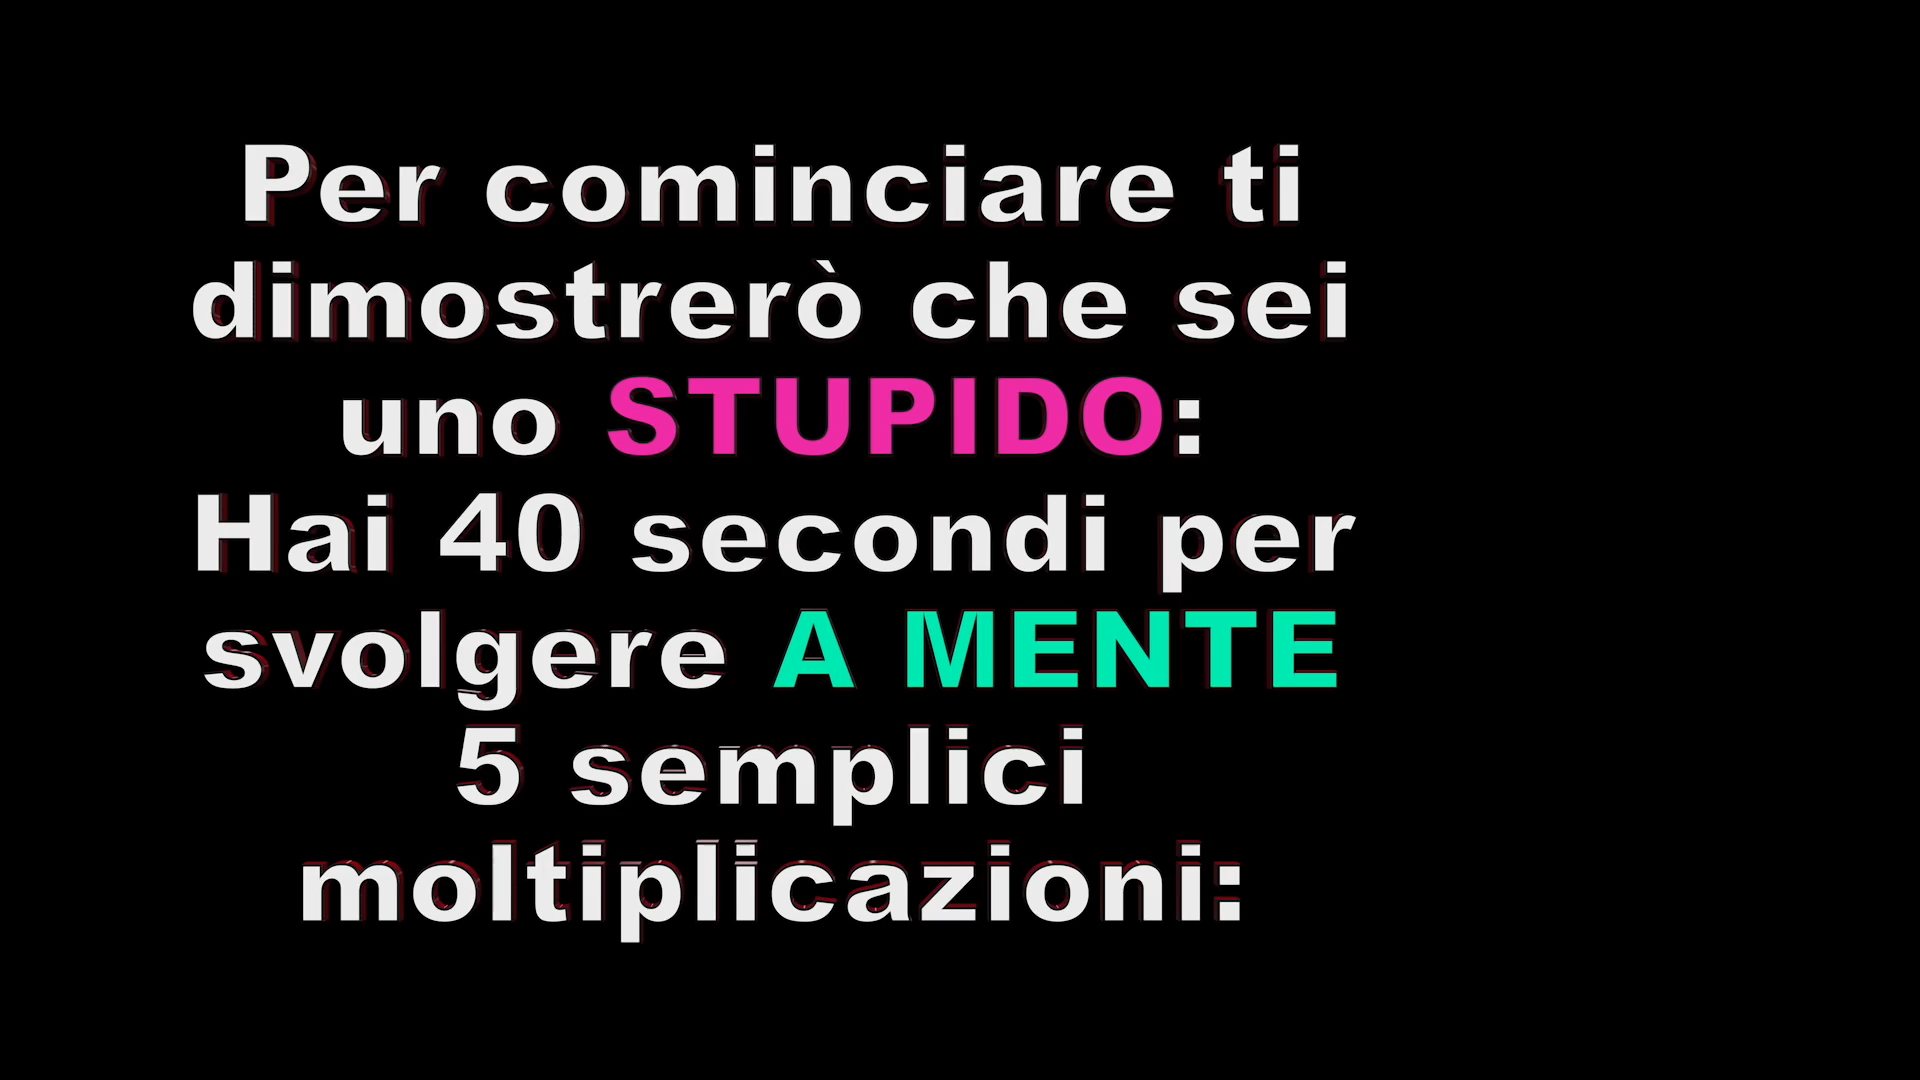 Per cominciare ti
dimostrerò che sei
uno STUPIDO:
Hai 40 secondi per
svolgere A MENTE
5 semplici
moltiplicazioni: